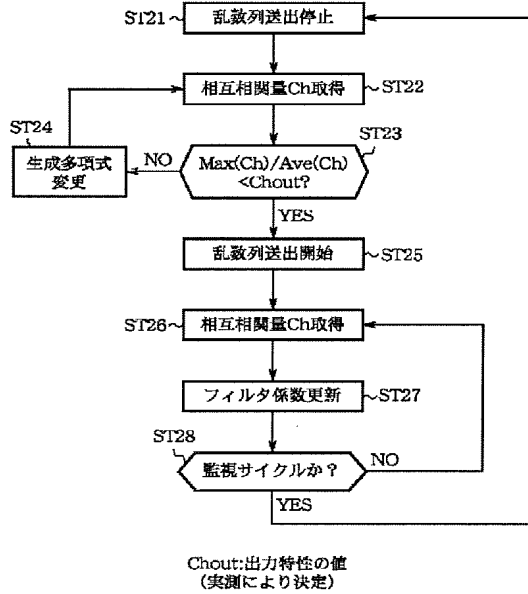 ST21
乱数列送出停止
相互相関量Ch取得
ST22
ST24
生成多項式
変更
NO
ST23
Max(Ch)/Ave(Ch)
<Chout?
YES
乱数列送出開始
ST25
ST26
相互相関量Ch取得
フィルタ係数更新
ST27
ST28
監視サイクルか?
NO
YES
Chout:出力特性の値
(実測により決定)